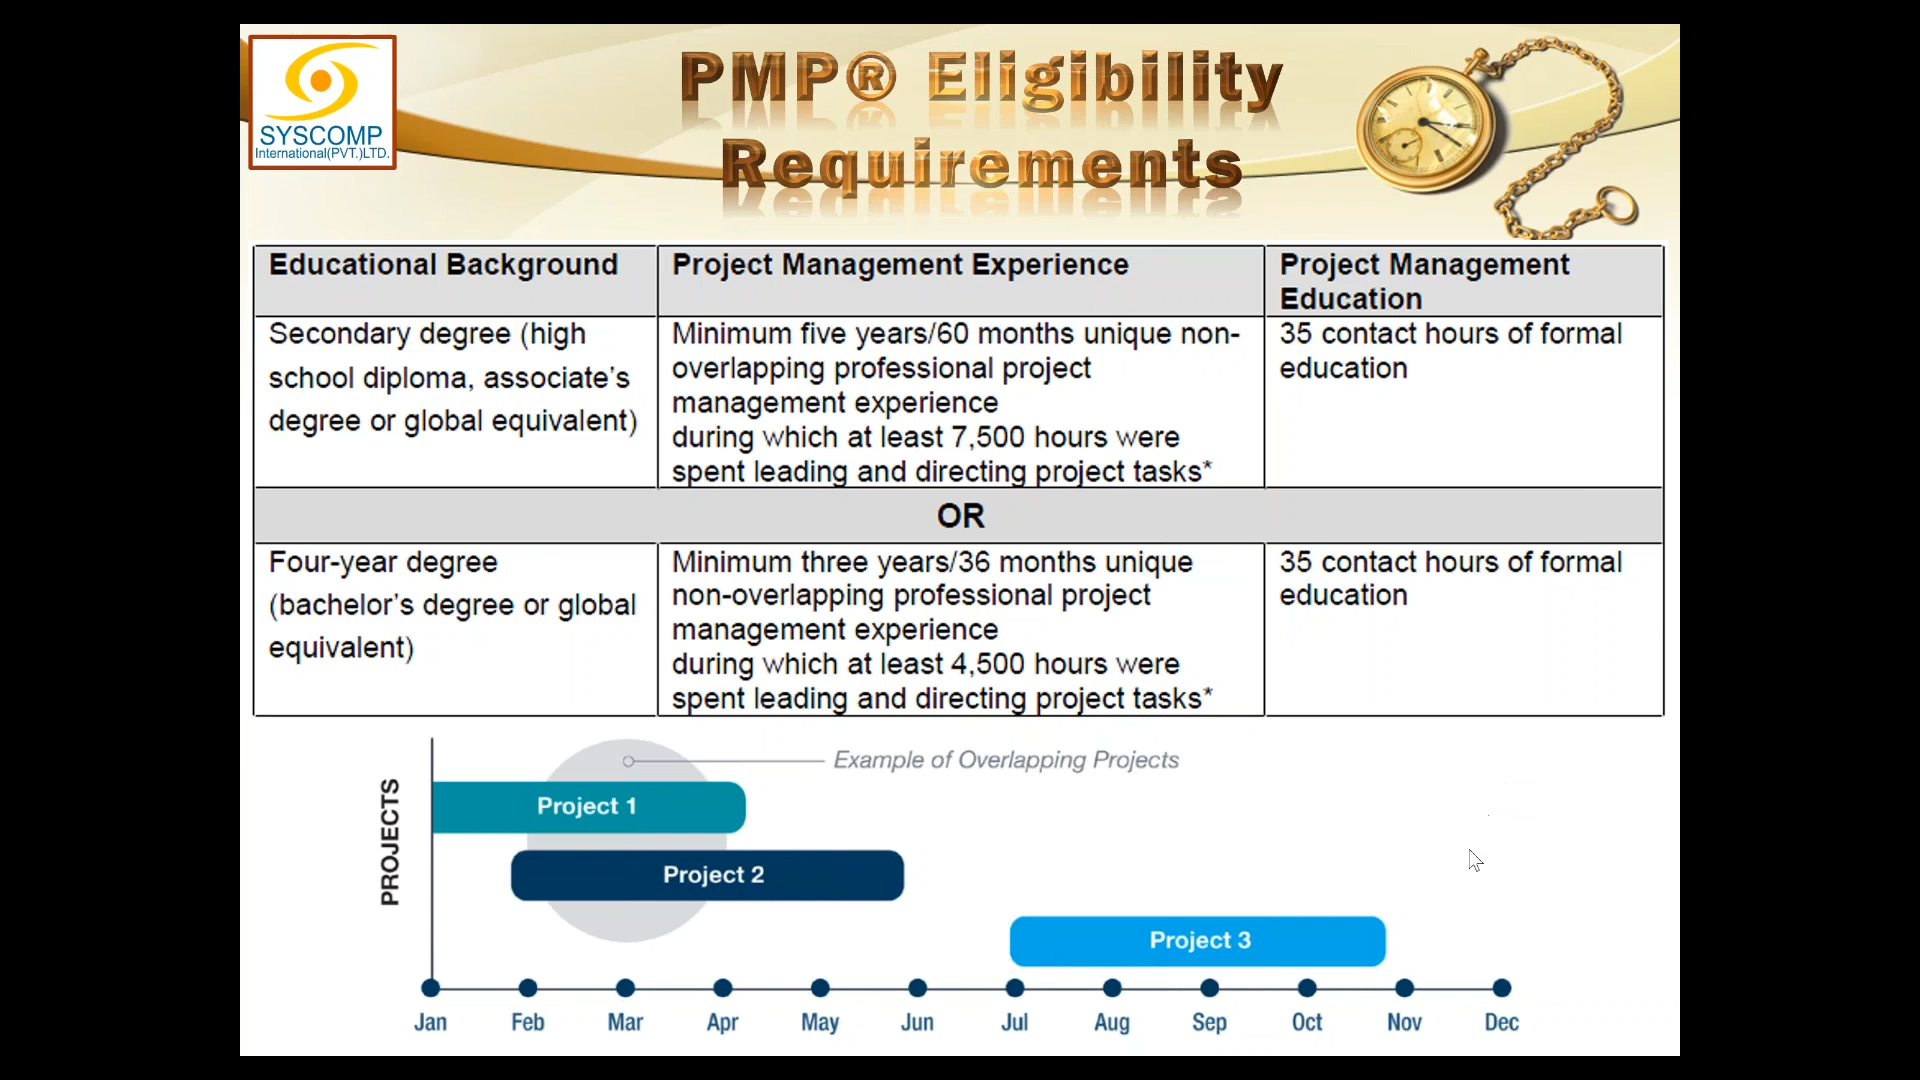 SYSCOMP
International(PVT.)LTD.
PMP® Eligibility
Requirements
Educational Background
Project Management Experience
Project Management
Education
Secondary degree (high
school diploma, associate's
degree or global equivalent)
Minimum five years/60 months unique non-
overlapping professional project
management experience
during which at least 7,500 hours were
spent leading and directing project tasks*
35 contact hours of formal
education
OR
Four-year degree
(bachelor's degree or global
equivalent)
Minimum three years/36 months unique
non-overlapping professional project
management experience
during which at least 4,500 hours were
spent leading and directing project tasks*
35 contact hours of formal
education
Example of Overlapping Projects
PROJECTS
Project 1
Project 2
Project 3
Jan Feb Mar Apr May Jun Jul Aug Sep Oct Nov Dec